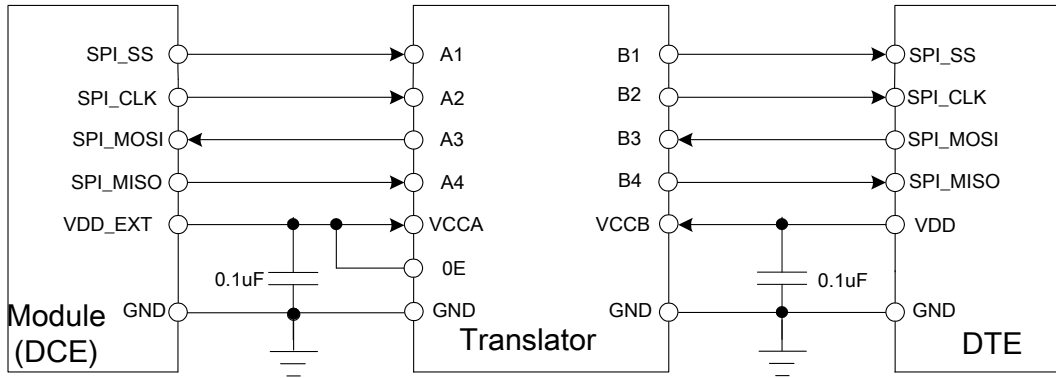 SPI_SS A1 B1 SPI_SS
SPI_CLK A2 B2 SPI_CLK
SPI_MOSI A3 B3 SPI_MOSI
SPI_MISO A4 B4 SPI_MISO
VDD_EXT VCCA VCCB VDD
0.1uF 0E 0.1uF
GND GND GND GND
Module
(DCE)
Translator
DTE